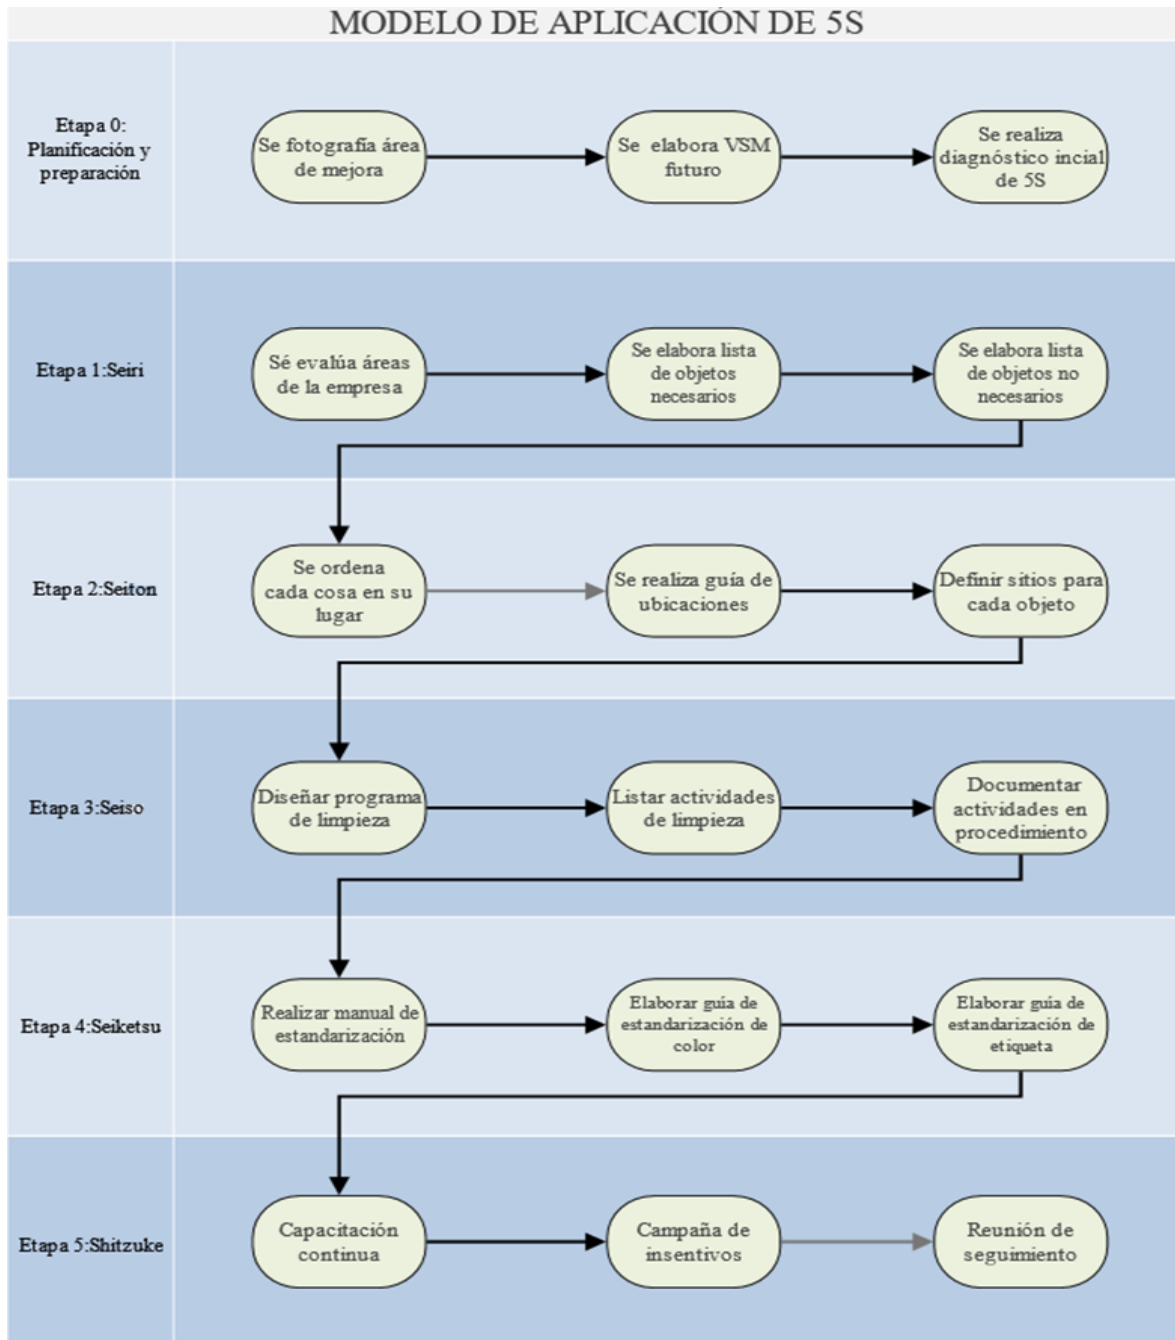 MODELO DE APLICACIÓN DE 5S
Etapa 0:
Planificación y
preparación
Se fotografía área
de mejora
Se elabora VSM
futuro
Se realiza
diagnóstico incial
de 5S
Etapa 1:Seiri
Sé evalúa áreas
de la empresa
Se elabora lista
de objetos
necesarios
Se elabora lista
de objetos no
necesarios
Etapa 2:Seiton
Se ordena
cada cosa en su
lugar
Se realiza guía de
ubicaciones
Definir sitios para
cada objeto
Etapa 3:Seiso
Diseñar programa
de limpieza
Listar actividades
de limpieza
Documentar
actividades en
procedimiento
Etapa 4:Seiketsu
Realizar manual de
estandarización
Elaborar guía de
estandarización de
color
Elaborar guía de
estandarización de
etiqueta
Etapa 5:Shitzuke
Capacitación
continua
Campaña de
insentivos
Reunión de
seguimiento